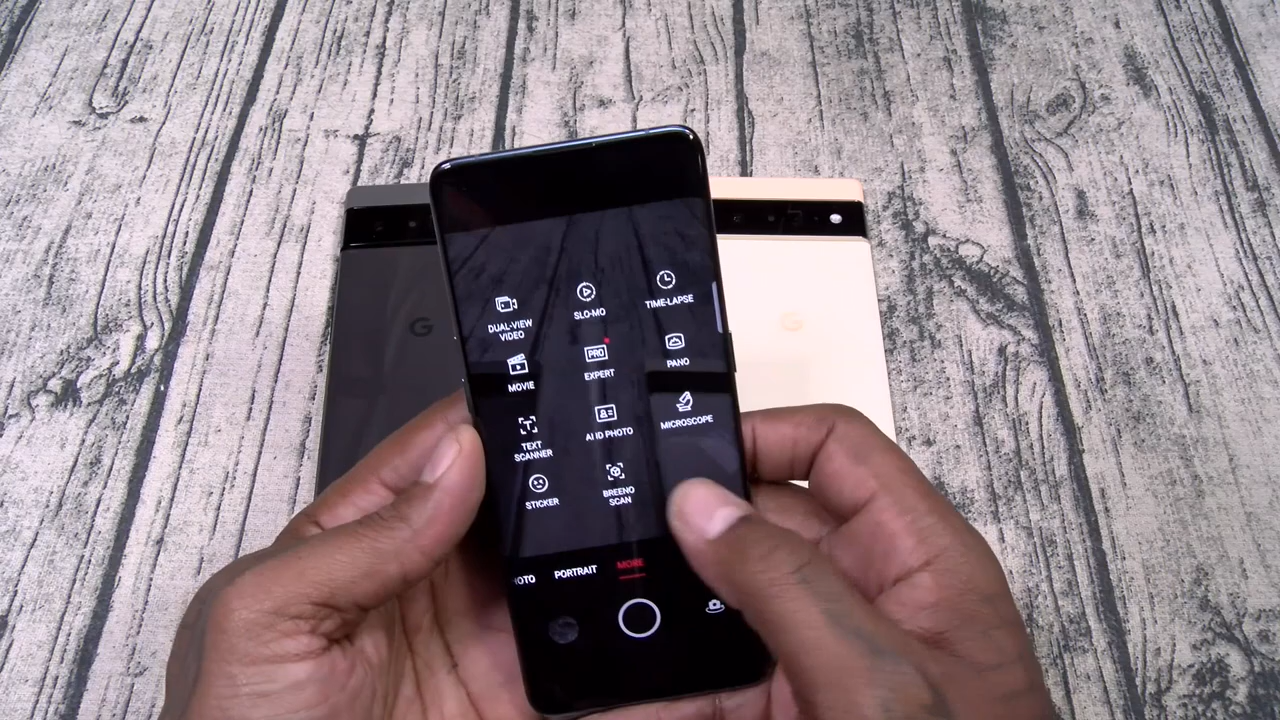 DUAL-VIEW
VIDEO
SLO-MO
TIME-LAPSE
MOVIE
PRO
EXPERT
PANO
T
TEXT
SCANNER
AI ID PHOTO
MICROSCOPE
STICKER
BREENO
SCAN
HOTO
PORTRAIT
MORE
G
G